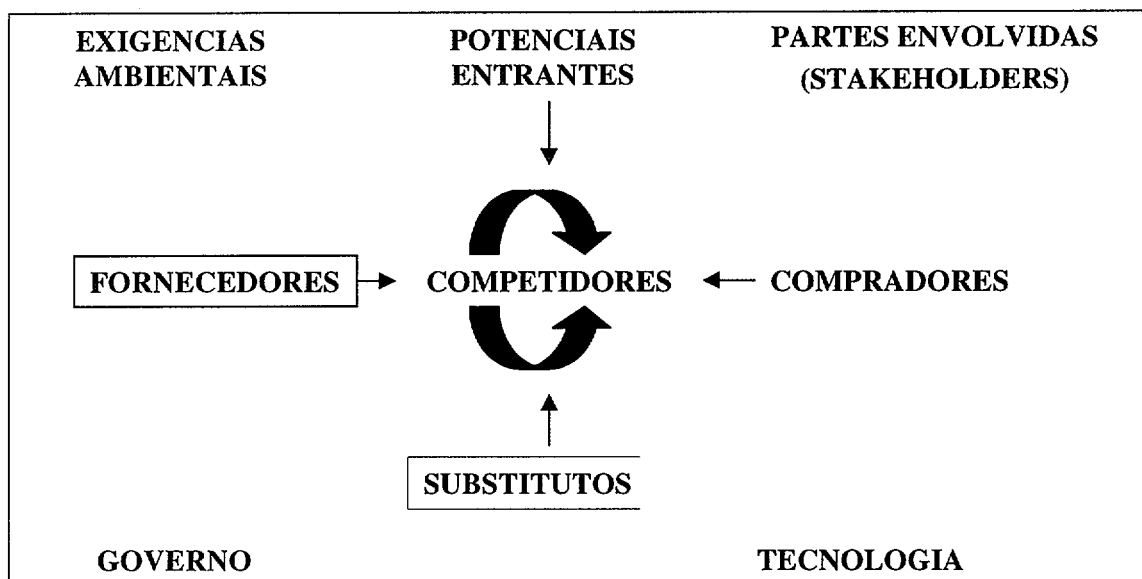 EXIGENCIAS
AMBIENTAIS
POTENCIAIS
ENTRANTES
PARTES ENVOLVIDAS
(STAKEHOLDERS)
FORNECEDORES
COMPETIDORES
COMPRADORES
SUBSTITUTOS
GOVERNO
TECNOLOGIA